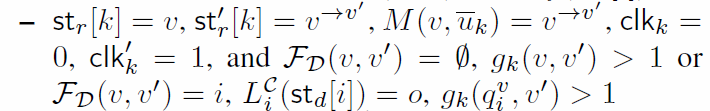 – st_r[k] = v, st′_r[k] = v^{→v′}, M(v, u̅_k) = v^{→v′}, clk_k =
0, clk′_k = 1, and F_D(v, v′) = ∅, g_k(v, v′) > 1 or
F_D(v, v′) = i, L_i^C(st_d[i]) = o, g_k(q_i^v, v′) > 1